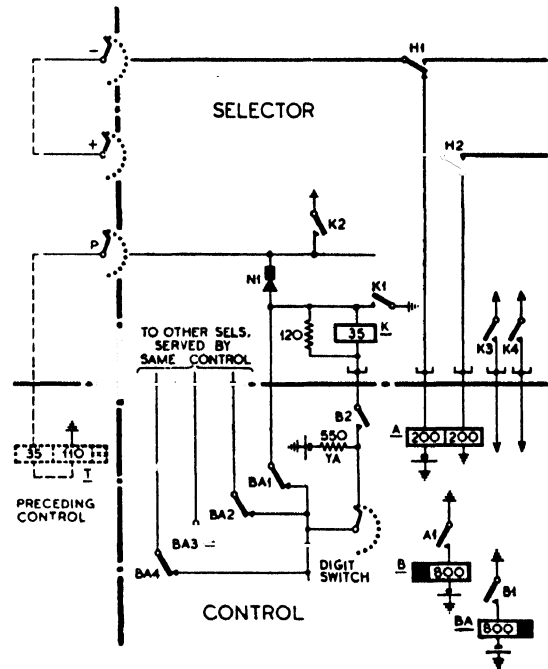 −
H1
SELECTOR
+
H2
K2
P
N1
K1
120
35
K
TO OTHER SELS.
SERVED BY
SAME CONTROL
K3
K4
B2
35
110
T
550
YA
A
200
200
PRECEDING
CONTROL
BA1
BA2
BA3
BA4
DIGIT
SWITCH
A1
B
800
B1
BA
800
CONTROL